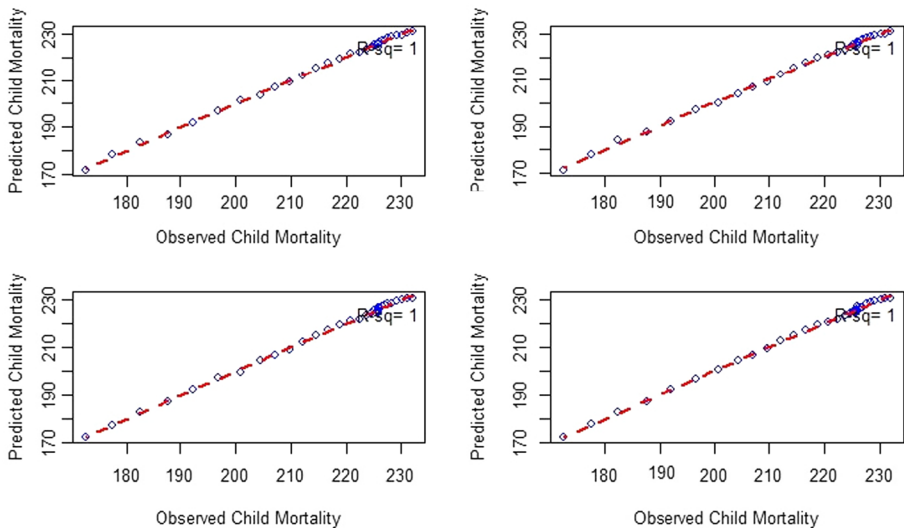 Predicted Child Mortality
230
210
190
170
R-sq= 1
180 190 200 210 220 230
Observed Child Mortality
Predicted Child Mortality
230
210
190
170
R-sq= 1
180 190 200 210 220 230
Observed Child Mortality
Predicted Child Mortality
230
210
190
170
R-sq= 1
180 190 200 210 220 230
Observed Child Mortality
Predicted Child Mortality
230
210
190
170
R-sq= 1
180 190 200 210 220 230
Observed Child Mortality